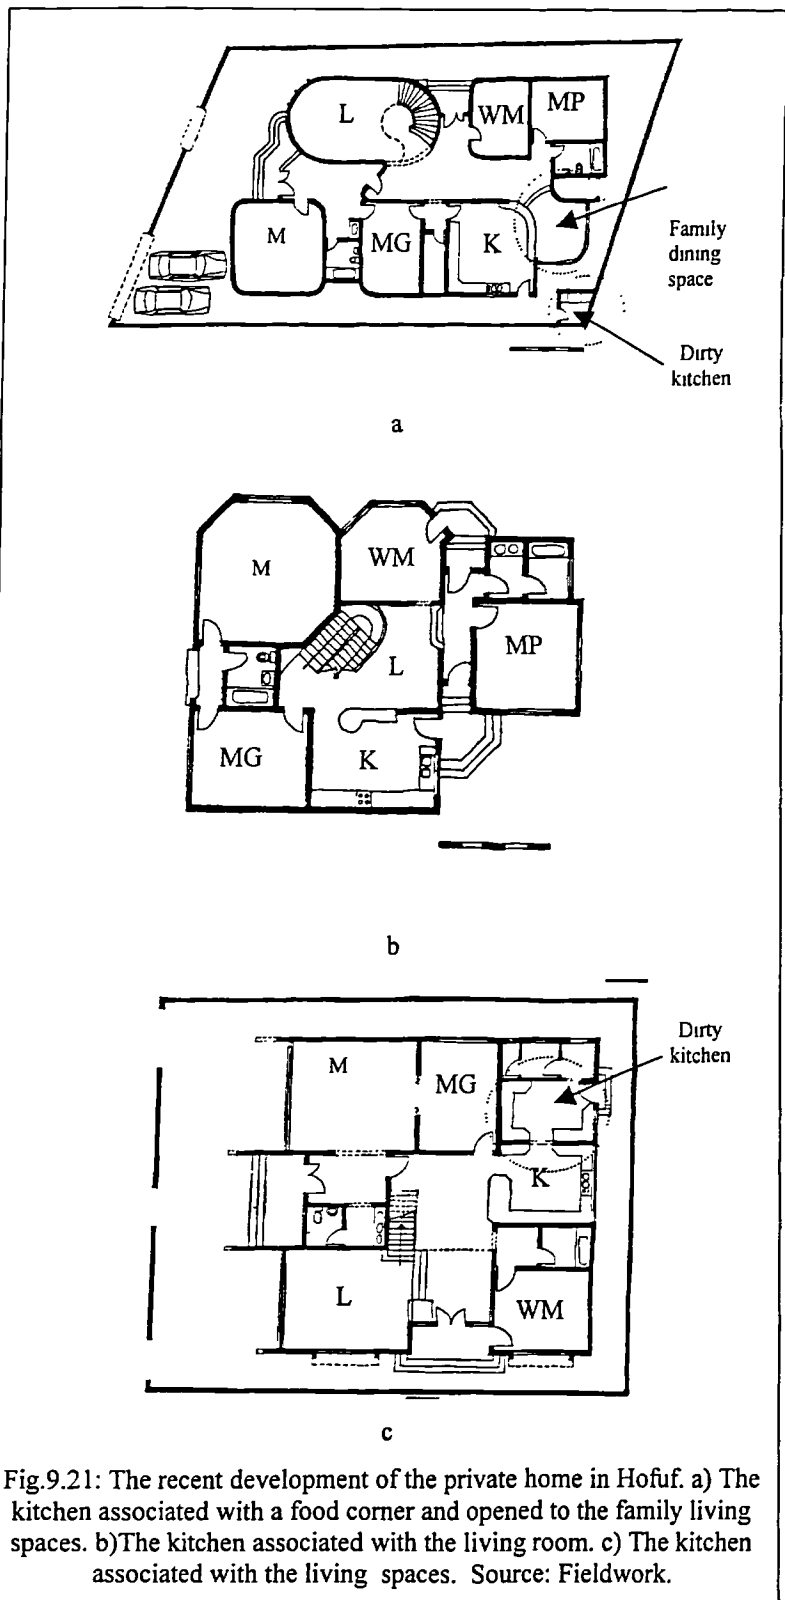 L
WM
MP
M
MG
K
Family
dining
space
Dirty
kitchen
a
M
WM
L
MP
MG
K
b
Dirty
kitchen
M
MG
K
L
WM
c
Fig.9.21: The recent development of the private home in Hofuf. a) The
kitchen associated with a food corner and opened to the family living
spaces. b)The kitchen associated with the living room. c) The kitchen
associated with the living spaces. Source: Fieldwork.